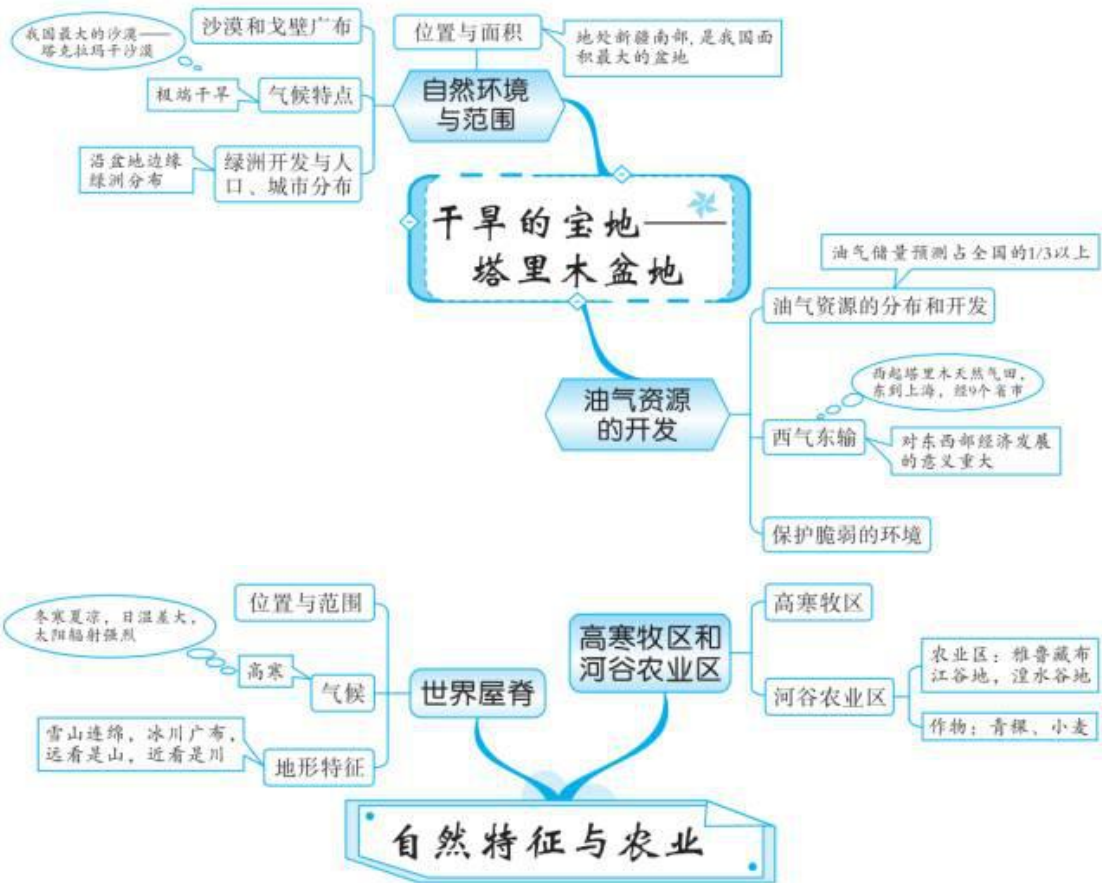 我国最大的沙漠——
塔克拉玛干沙漠
沙漠和戈壁广布
极端干旱
气候特点
沿盆地边缘
绿洲分布
绿洲开发与人
口、城市分布
位置与面积
地处新疆南部,是我国面
积最大的盆地
自然环境
与范围
干旱的宝地——
塔里木盆地
油气储量预测占全国的1/3以上
油气资源的分布和开发
油气资源
的开发
西起塔里木天然气田，
东到上海，经9个省市
西气东输
对东西部经济发展
的意义重大
保护脆弱的环境
位置与范围
冬寒夏凉，日温差大，
太阳辐射强烈
高寒
气候
世界屋脊
雪山连绵，冰川广布，
远看是山，近看是川
地形特征
高寒牧区和
河谷农业区
高寒牧区
河谷农业区
农业区：雅鲁藏布
江谷地，湟水谷地
作物：青稞、小麦
自然特征与农业